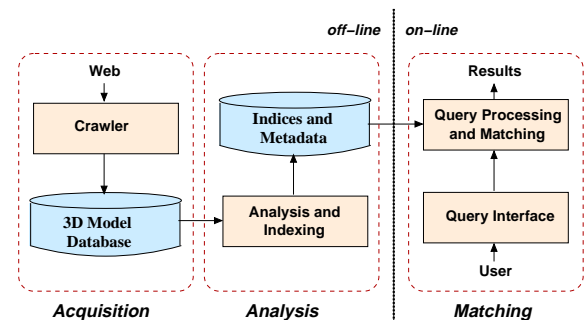 off–line
on–line
Web
Crawler
3D Model
Database
Acquisition
Indices and
Metadata
Analysis and
Indexing
Analysis
Results
Query Processing
and Matching
Query Interface
User
Matching